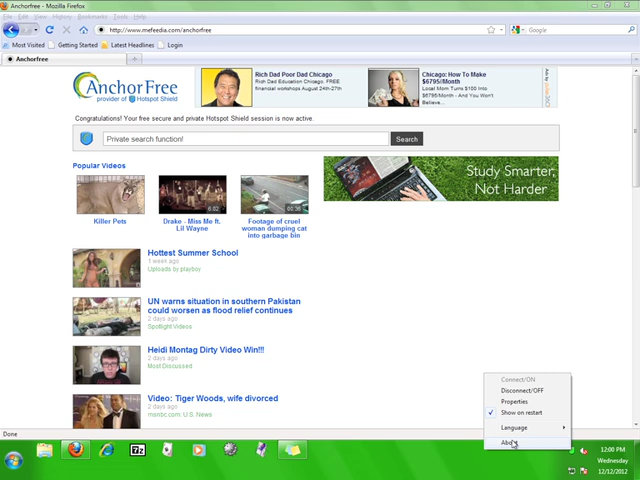 Anchorfree - Mozilla Firefox
File Edit View History Bookmarks Tools Help
http://www.mefeedia.com/anchorfree
Google
Most Visited Getting Started Latest Headlines Login
Anchorfree
AnchorFree
provider of Hotspot Shield
Rich Dad Poor Dad Chicago
Rich Dad Education Chicago. FREE
financial workshops August 24th-27th
Chicago: How To Make
$6795/Month
Local Mom Turns $100 Into
$6795/Month - And You Won't
Believe...
Congratulations! Your free secure and private Hotspot Shield session is now active.
Private search function!
Search
Popular Videos
6:02
00:36
Killer Pets
Drake - Miss Me ft.
Lil Wayne
Footage of cruel
woman dumping cat
into garbage bin
Study Smarter,
Not Harder
Hottest Summer School
1 week ago
Uploads by playboy
UN warns situation in southern Pakistan
could worsen as flood relief continues
2 days ago
Spotlight Videos
Heidi Montag Dirty Video Win!!!
2 days ago
Most Discussed
Video: Tiger Woods, wife divorced
2 days ago
msnbc.com: U.S. News
Connect/ON
Disconnect/OFF
Properties
Show on restart
Language
About
Done
7z
12:00 PM
Wednesday
12/12/2012